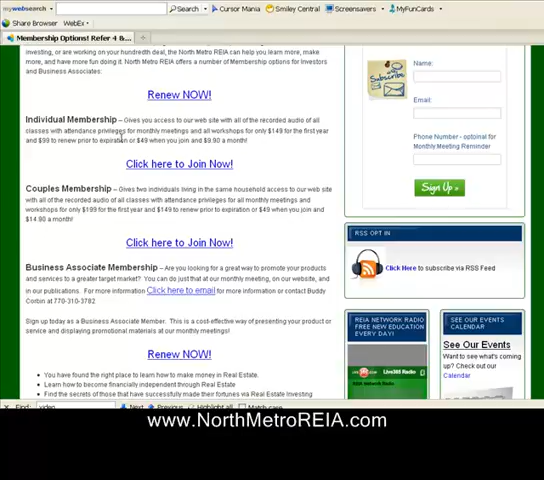 mywebsearch Search Cursor Mania Smiley Central Screensavers MyFunCards
Share Browser WebEx
Membership Options! Refer 4 &...
investing, or are working on your hundredth deal, the North Metro REIA can help you learn more, make
more, and have more fun doing it. North Metro REIA offers a number of Membership options for Investors
and Business Associates:
Renew NOW!
Individual Membership – Gives you access to our web site with all of the recorded audio of all
classes with attendance privileges for monthly meetings and all workshops for only $149 for the first year
and $99 to renew prior to expiration or $49 when you join and $9.90 a month!
Click here to Join Now!
Couples Membership – Gives two individuals living in the same household access to our web site
with all of the recorded audio of all classes with attendance privileges for all monthly meetings and
workshops for only $199 for the first year and $149 to renew prior to expiration or $49 when you join and
$14.90 a month!
Click here to Join Now!
Business Associate Membership – Are you looking for a great way to promote your products
and services to a greater target market? You can do just that at our monthly meeting, on our website, and
in our publications. For more information Click here to email for more information or contact Buddy
Corbin at 770-310-3782
Sign up today as a Business Associate Member. This is a cost-effective way of presenting your product or
service and displaying promotional materials at our monthly meetings!
Renew NOW!
You have found the right place to learn how to make money in Real Estate.
Learn how to become financially independent through Real Estate
Find the secrets of those that have successfully made their fortunes via Real Estate Investing
Subscribe
Name:
Email:
Phone Number - optoinal for
Monthly Meeting Reminder
Sign Up
RSS OPT IN
Click Here to subscribe via RSS Feed
REIA NETWORK RADIO
FREE NEW EDUCATION
EVERY DAY!
Live365 Radio
SEE OUR EVENTS
CALENDAR
See Our Events
Want to see what's coming
up? Check out our
Calendar
Find: video Next Previous Highlight all Match case
www.NorthMetroREIA.com